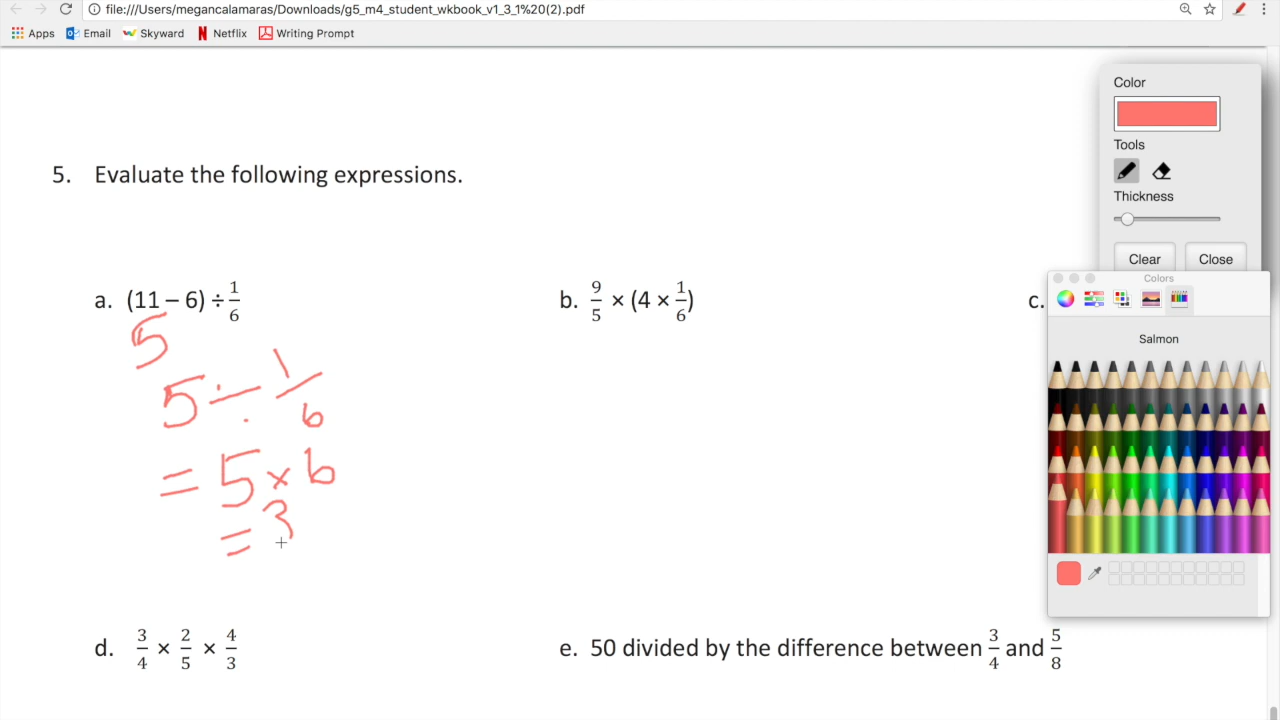 file:///Users/megancalamaras/Downloads/g5_m4_student_wkbook_v1_3_1%20(2).pdf
Apps Email Skyward Netflix Writing Prompt
Color
Tools
Thickness
Clear Close
Colors
Salmon
5. Evaluate the following expressions.
a. (11 – 6) ÷ 1/6
b. 9/5 × (4 × 1/6)
c.
5
5 ÷ 1/6
= 5 × 6
= 3
d. 3/4 × 2/5 × 4/3
e. 50 divided by the difference between 3/4 and 5/8